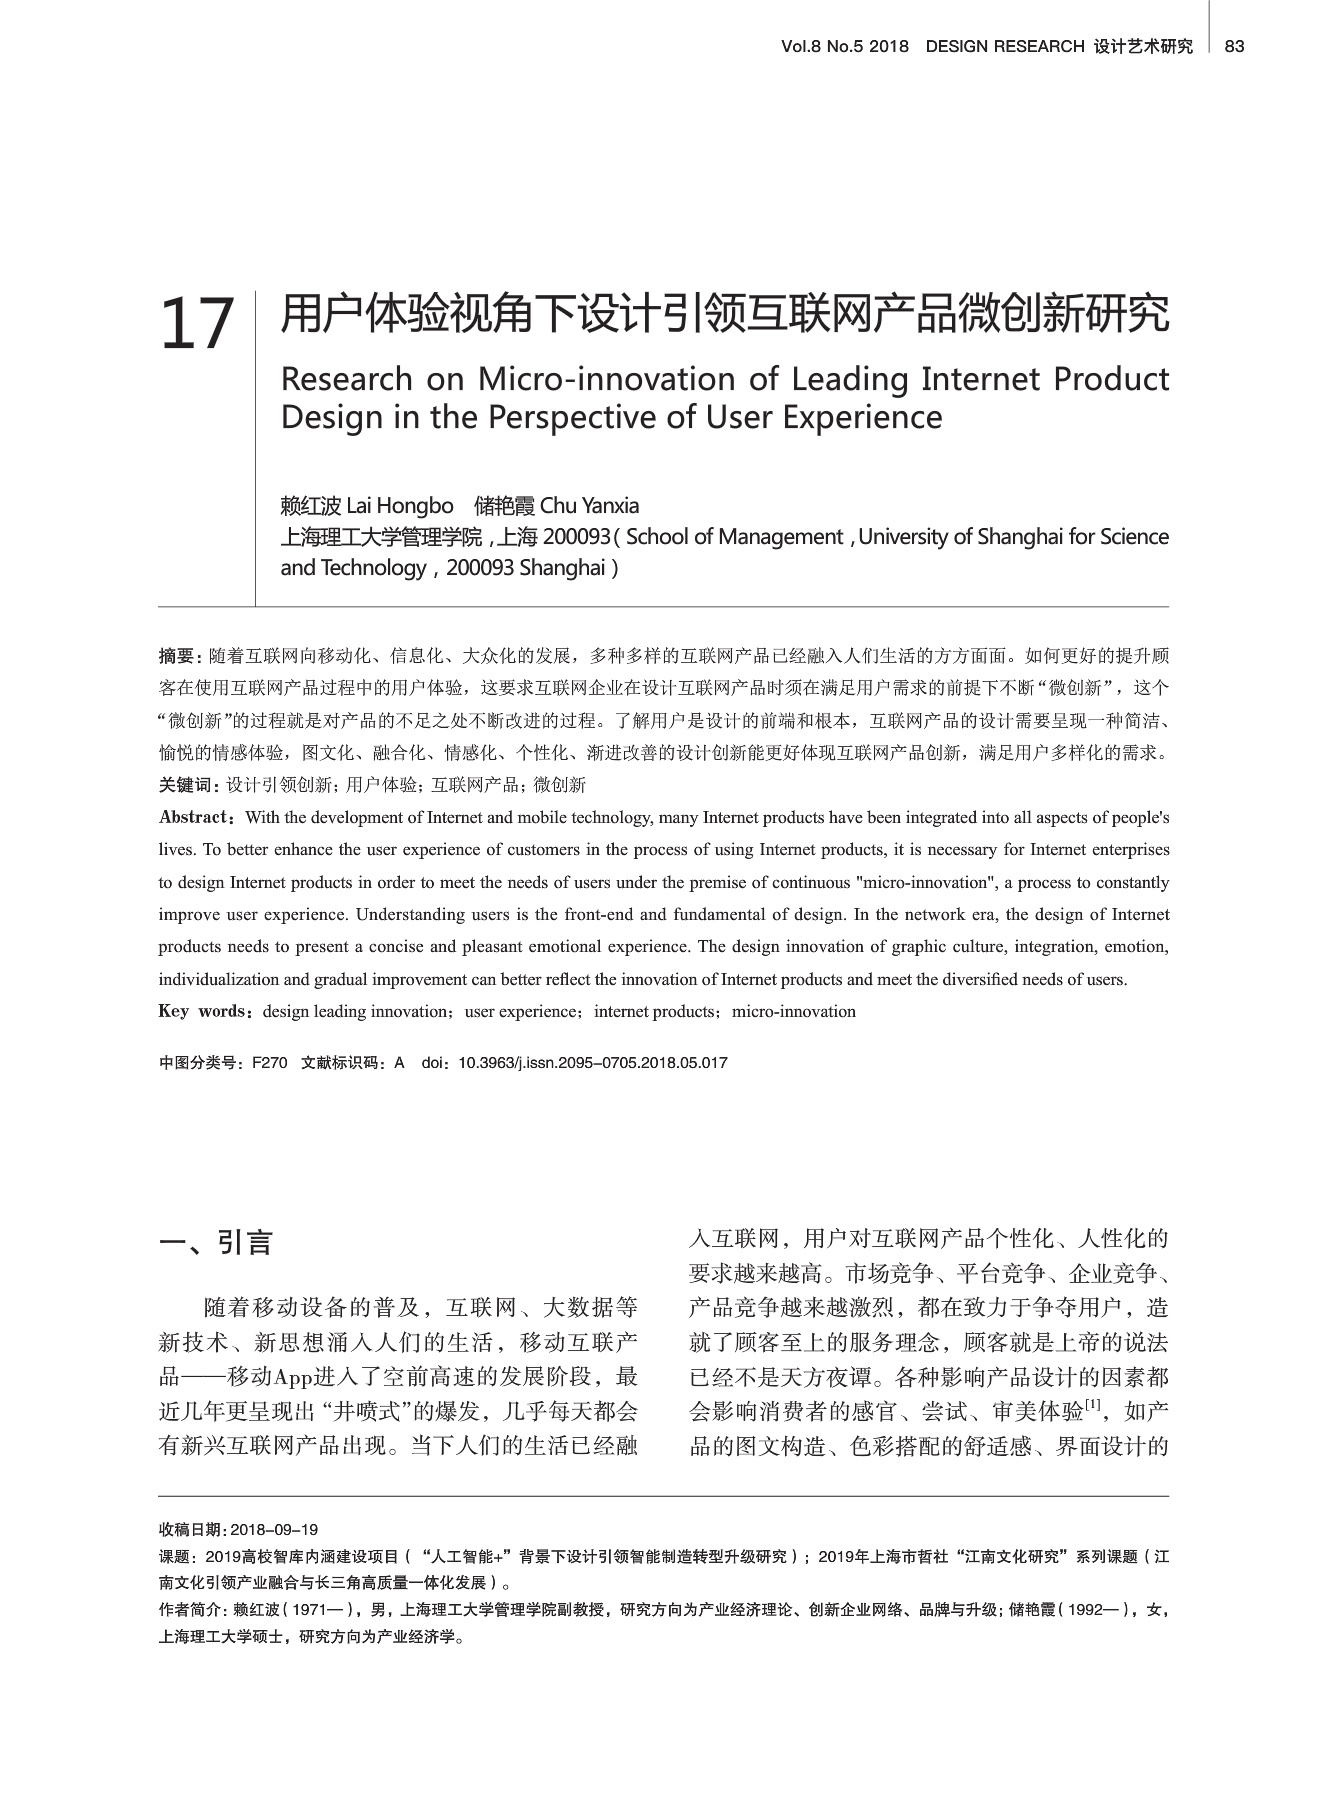 Vol.8 No.5 2018 DESIGN RESEARCH 设计艺术研究 83
17
用户体验视角下设计引领互联网产品微创新研究
Research on Micro-innovation of Leading Internet Product
Design in the Perspective of User Experience
赖红波 Lai Hongbo 储艳霞 Chu Yanxia
上海理工大学管理学院，上海 200093（School of Management，University of Shanghai for Science
and Technology，200093 Shanghai）
摘要：随着互联网向移动化、信息化、大众化的发展，多种多样的互联网产品已经融入人们生活的方方面面。如何更好的提升顾
客在使用互联网产品过程中的用户体验，这要求互联网企业在设计互联网产品时须在满足用户需求的前提下不断“微创新”，这个
“微创新”的过程就是对产品的不足之处不断改进的过程。了解用户是设计的前端和根本，互联网产品的设计需要呈现一种简洁、
愉悦的情感体验，图文化、融合化、情感化、个性化、渐进改善的设计创新能更好体现互联网产品创新，满足用户多样化的需求。
关键词：设计引领创新；用户体验；互联网产品；微创新
Abstract：With the development of Internet and mobile technology, many Internet products have been integrated into all aspects of people's
lives. To better enhance the user experience of customers in the process of using Internet products, it is necessary for Internet enterprises
to design Internet products in order to meet the needs of users under the premise of continuous "micro-innovation", a process to constantly
improve user experience. Understanding users is the front-end and fundamental of design. In the network era, the design of Internet
products needs to present a concise and pleasant emotional experience. The design innovation of graphic culture, integration, emotion,
individualization and gradual improvement can better reflect the innovation of Internet products and meet the diversified needs of users.
Key words：design leading innovation；user experience；internet products；micro-innovation
中图分类号：F270 文献标识码：A doi：10.3963/j.issn.2095–0705.2018.05.017
一、引言
随着移动设备的普及，互联网、大数据等
新技术、新思想涌入人们的生活，移动互联产
品——移动App进入了空前高速的发展阶段，最
近几年更呈现出“井喷式”的爆发，几乎每天都会
有新兴互联网产品出现。当下人们的生活已经融
入互联网，用户对互联网产品个性化、人性化的
要求越来越高。市场竞争、平台竞争、企业竞争、
产品竞争越来越激烈，都在致力于争夺用户，造
就了顾客至上的服务理念，顾客就是上帝的说法
已经不是天方夜谭。各种影响产品设计的因素都
会影响消费者的感官、尝试、审美体验[1]，如产
品的图文构造、色彩搭配的舒适感、界面设计的
收稿日期：2018–09–19
课题：2019高校智库内涵建设项目（“人工智能+”背景下设计引领智能制造转型升级研究）；2019年上海市哲社“江南文化研究”系列课题（江
南文化引领产业融合与长三角高质量一体化发展）。
作者简介：赖红波（1971—），男，上海理工大学管理学院副教授，研究方向为产业经济理论、创新企业网络、品牌与升级；储艳霞（1992—），女，
上海理工大学硕士，研究方向为产业经济学。